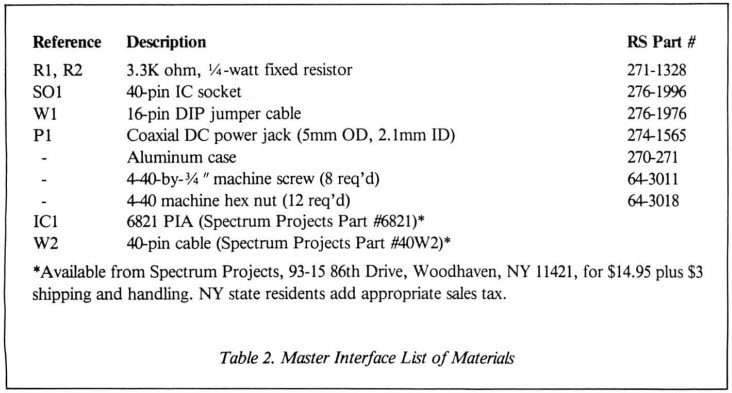 Reference Description RS Part #
R1, R2 3.3K ohm, ¼-watt fixed resistor 271-1328
SO1 40-pin IC socket 276-1996
W1 16-pin DIP jumper cable 276-1976
P1 Coaxial DC power jack (5mm OD, 2.1mm ID) 274-1565
- Aluminum case 270-271
- 4-40-by-¾ " machine screw (8 req'd) 64-3011
- 4-40 machine hex nut (12 req'd) 64-3018
IC1 6821 PIA (Spectrum Projects Part #6821)*
W2 40-pin cable (Spectrum Projects Part #40W2)*
*Available from Spectrum Projects, 93-15 86th Drive, Woodhaven, NY 11421, for $14.95 plus $3
shipping and handling. NY state residents add appropriate sales tax.
Table 2. Master Interface List of Materials